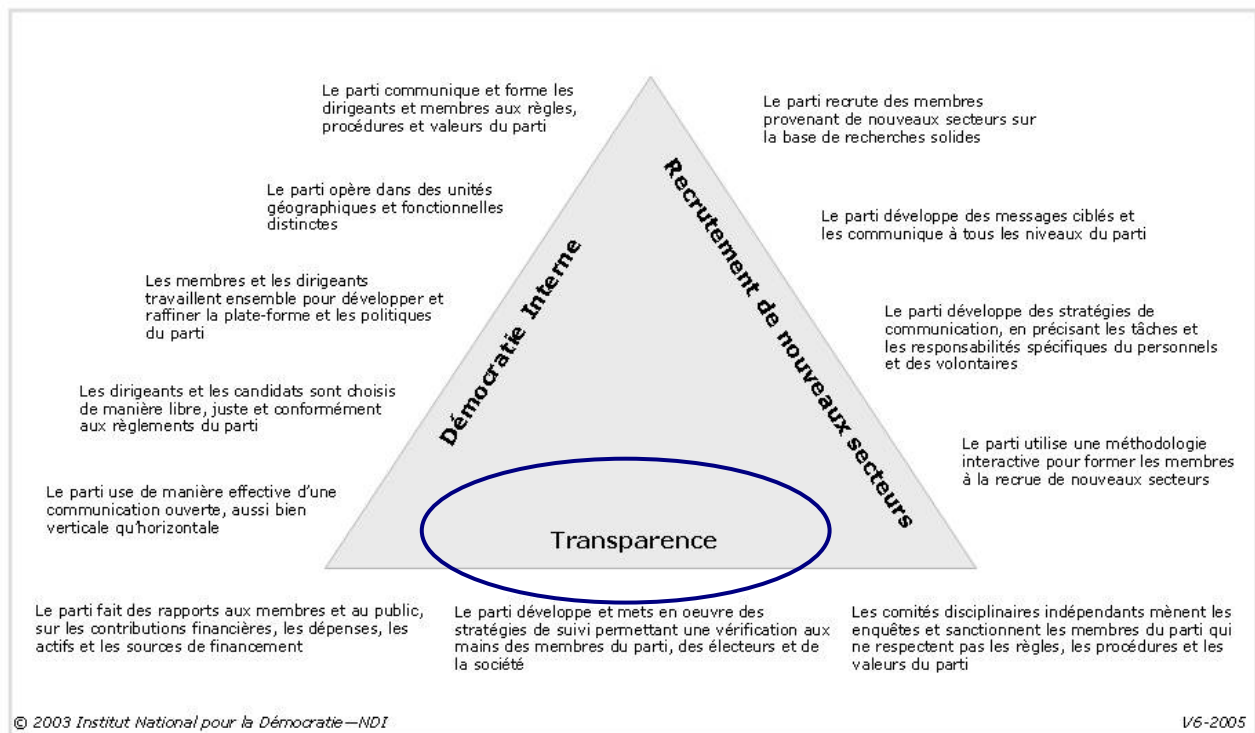 Le parti communique et forme les
dirigeants et membres aux règles,
procédures et valeurs du parti
Le parti opère dans des unités
géographiques et fonctionnelles
distinctes
Les membres et les dirigeants
travaillent ensemble pour développer et
raffiner la plate-forme et les politiques
du parti
Les dirigeants et les candidats sont choisis
de manière libre, juste et conformément
aux règlements du parti
Le parti use de manière effective d'une
communication ouverte, aussi bien
verticale qu'horizontale
Démocratie Interne
Recrutement de nouveaux secteurs
Transparence
Le parti recrute des membres
provenant de nouveaux secteurs sur
la base de recherches solides
Le parti développe des messages ciblés et
les communique à tous les niveaux du parti
Le parti développe des stratégies de
communication, en précisant les tâches et
les responsabilités spécifiques du personnels
et des volontaires
Le parti utilise une méthodologie
interactive pour former les membres
à la recrue de nouveaux secteurs
Le parti fait des rapports aux membres et au public,
sur les contributions financières, les dépenses, les
actifs et les sources de financement
Le parti développe et mets en oeuvre des
stratégies de suivi permettant une vérification aux
mains des membres du parti, des électeurs et de
la société
Les comités disciplinaires indépendants mènent les
enquêtes et sanctionnent les membres du parti qui
ne respectent pas les règles, les procédures et les
valeurs du parti
© 2003 Institut National pour la Démocratie—NDI
V6-2005